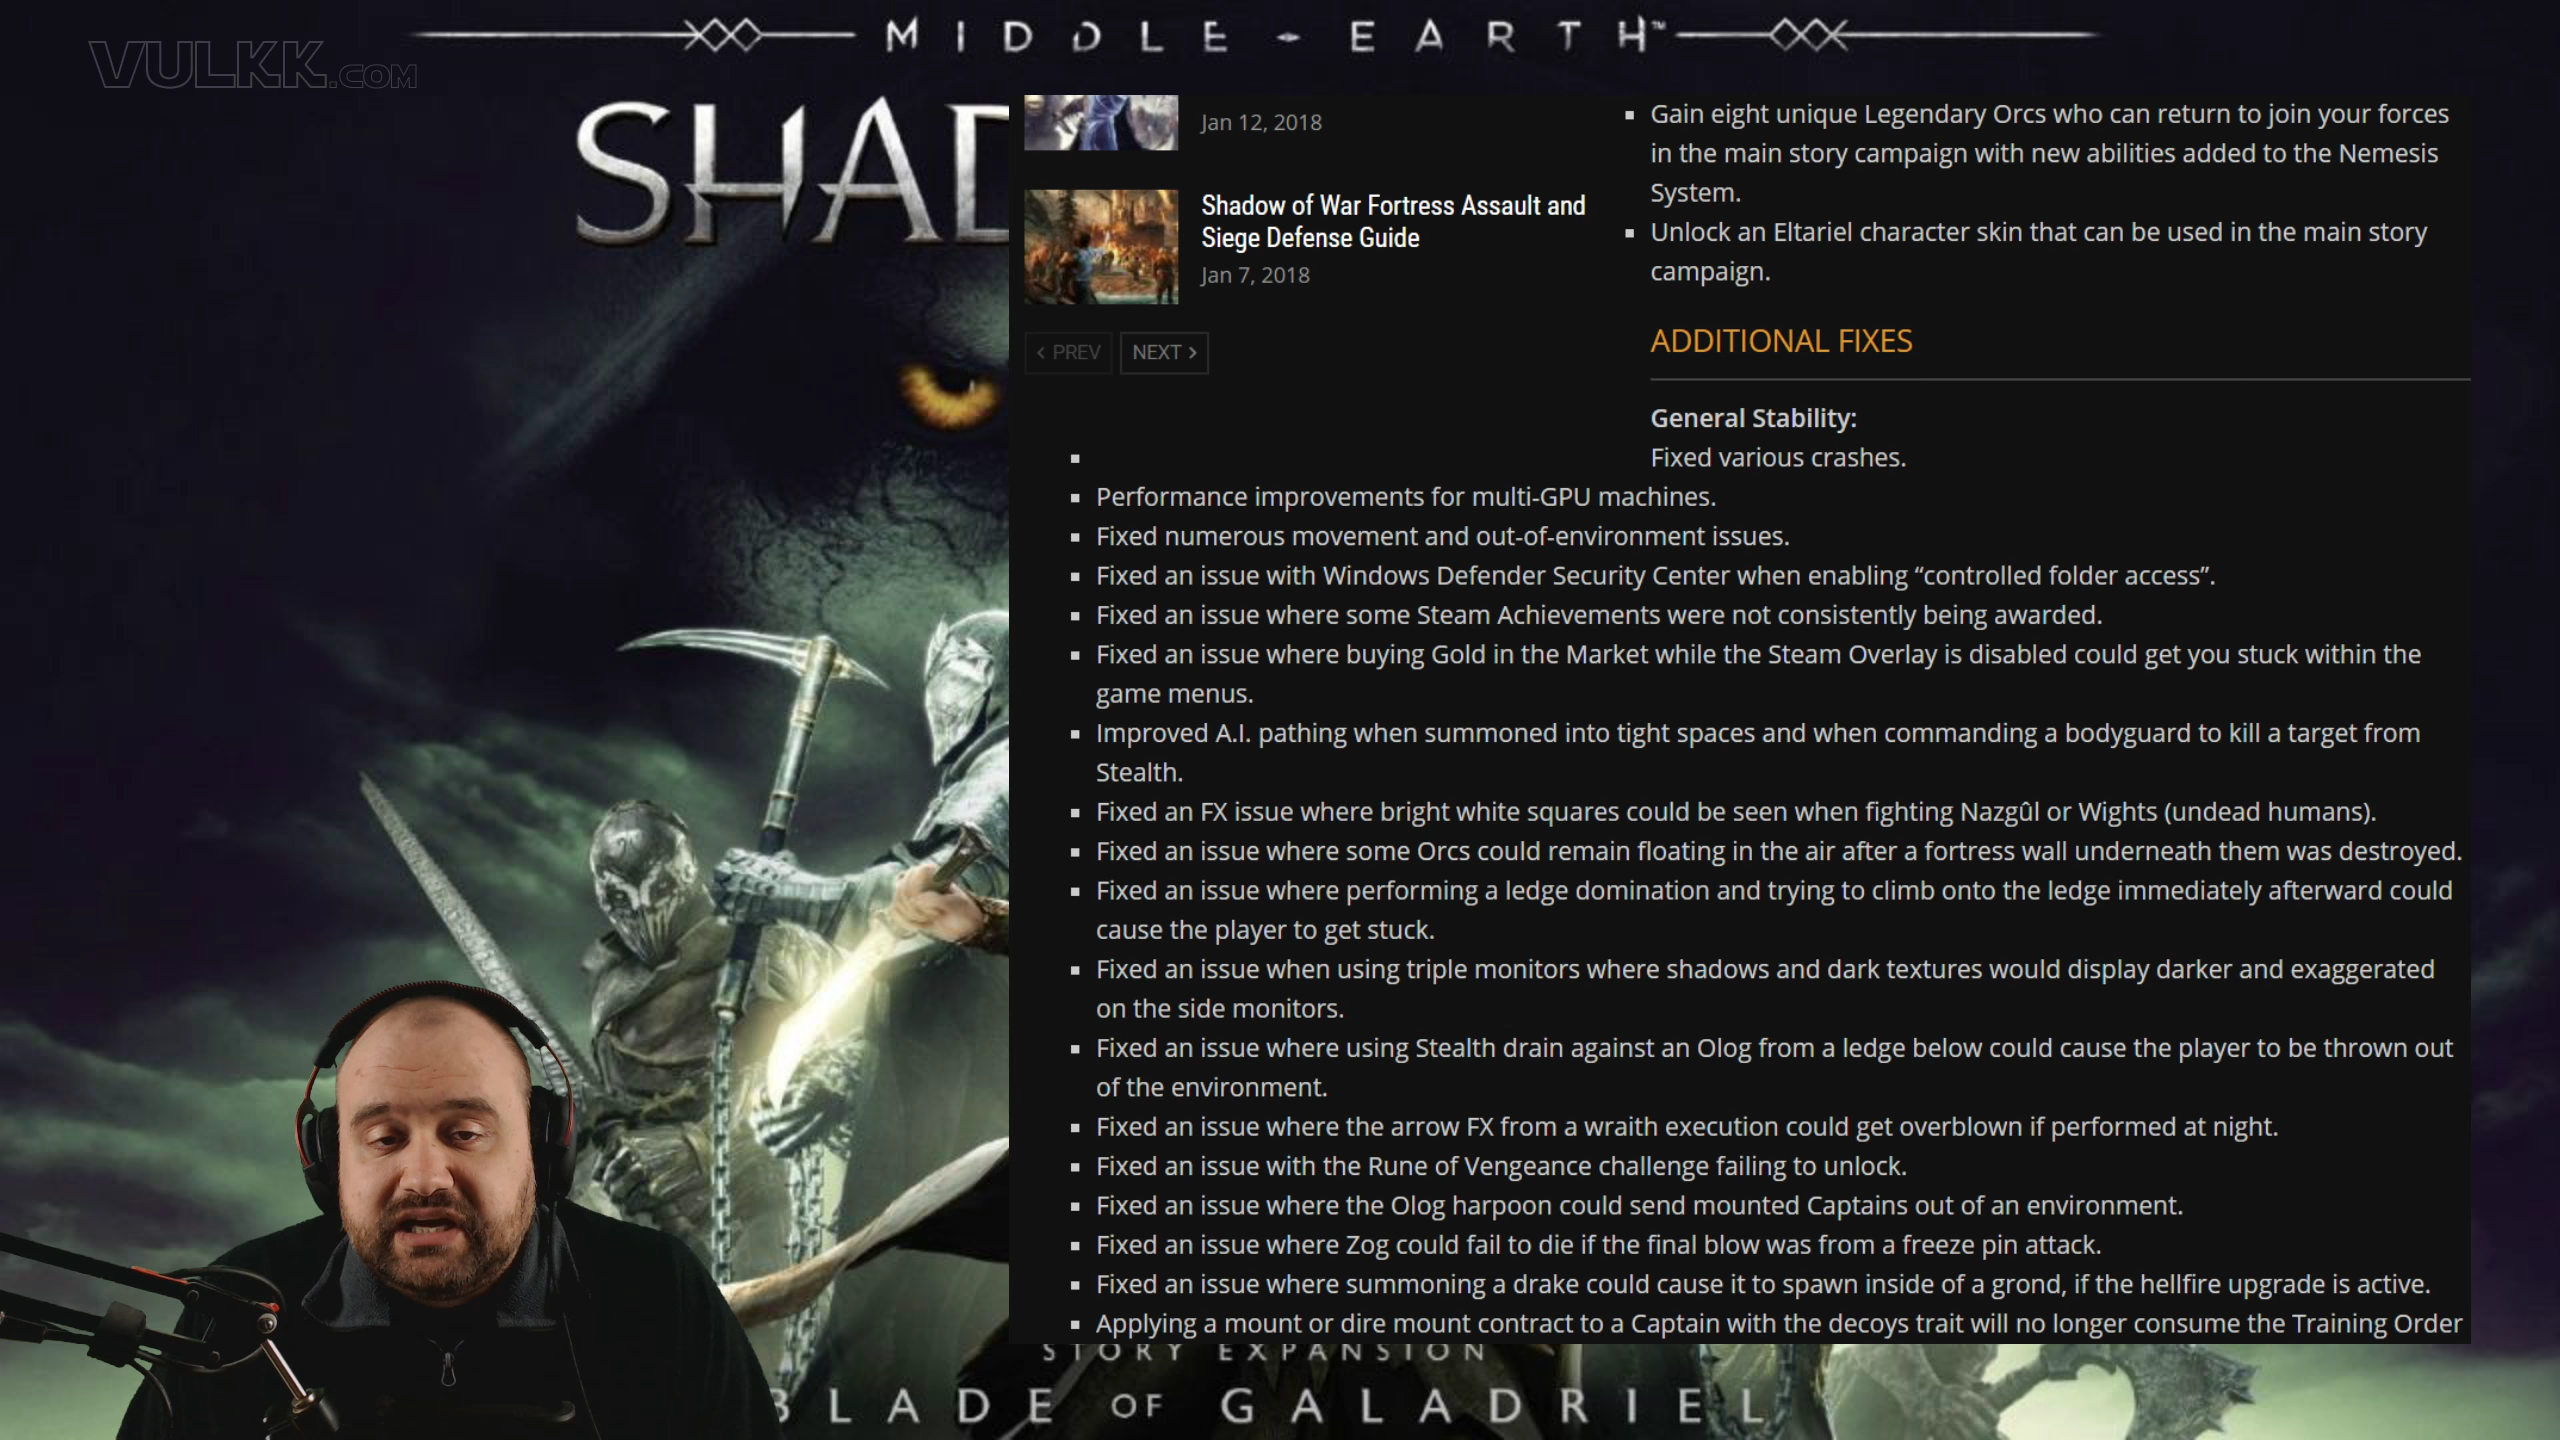 MIDDLE-EARTH™
VULKK.COM
SHAD
Jan 12, 2018
Shadow of War Fortress Assault and
Siege Defense Guide
Jan 7, 2018
< PREV
NEXT >
▪ Gain eight unique Legendary Orcs who can return to join your forces
in the main story campaign with new abilities added to the Nemesis
System.
▪ Unlock an Eltariel character skin that can be used in the main story
campaign.
ADDITIONAL FIXES
General Stability:
▪ Fixed various crashes.
▪ Performance improvements for multi-GPU machines.
▪ Fixed numerous movement and out-of-environment issues.
▪ Fixed an issue with Windows Defender Security Center when enabling “controlled folder access”.
▪ Fixed an issue where some Steam Achievements were not consistently being awarded.
▪ Fixed an issue where buying Gold in the Market while the Steam Overlay is disabled could get you stuck within the
game menus.
▪ Improved A.I. pathing when summoned into tight spaces and when commanding a bodyguard to kill a target from
Stealth.
▪ Fixed an FX issue where bright white squares could be seen when fighting Nazgûl or Wights (undead humans).
▪ Fixed an issue where some Orcs could remain floating in the air after a fortress wall underneath them was destroyed.
▪ Fixed an issue where performing a ledge domination and trying to climb onto the ledge immediately afterward could
cause the player to get stuck.
▪ Fixed an issue when using triple monitors where shadows and dark textures would display darker and exaggerated
on the side monitors.
▪ Fixed an issue where using Stealth drain against an Olog from a ledge below could cause the player to be thrown out
of the environment.
▪ Fixed an issue where the arrow FX from a wraith execution could get overblown if performed at night.
▪ Fixed an issue with the Rune of Vengeance challenge failing to unlock.
▪ Fixed an issue where the Olog harpoon could send mounted Captains out of an environment.
▪ Fixed an issue where Zog could fail to die if the final blow was from a freeze pin attack.
▪ Fixed an issue where summoning a drake could cause it to spawn inside of a grond, if the hellfire upgrade is active.
▪ Applying a mount or dire mount contract to a Captain with the decoys trait will no longer consume the Training Order
STORY EXPANSION
BLADE OF GALADRIEL